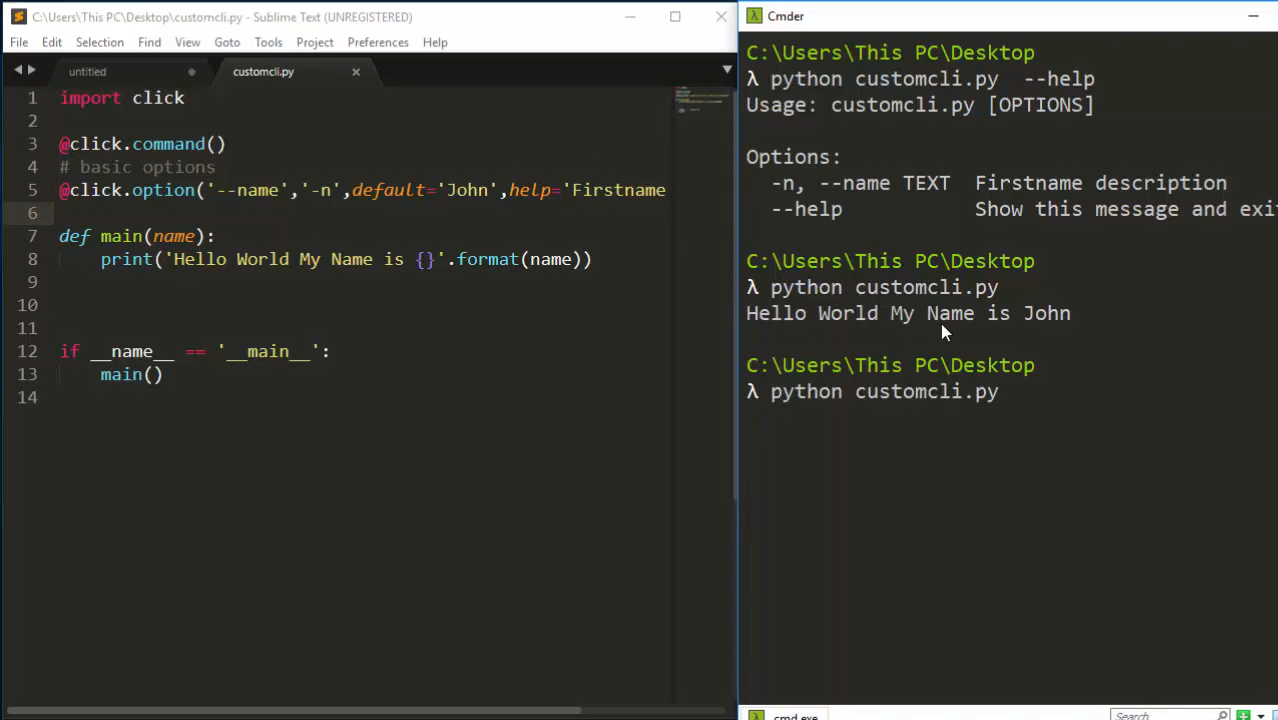 C:\Users\This PC\Desktop\customcli.py - Sublime Text (UNREGISTERED)
File Edit Selection Find View Goto Tools Project Preferences Help
untitled customcli.py
1 import click
2
3 @click.command()
4 # basic options
5 @click.option('--name','-n',default='John',help='Firstname
6
7 def main(name):
8 print('Hello World My Name is {}'.format(name))
9
10
11
12 if __name__ == '__main__':
13 main()
14
Cmder
C:\Users\This PC\Desktop
λ python customcli.py  --help
Usage: customcli.py [OPTIONS]
Options:
-n, --name TEXT  Firstname description
--help           Show this message and exi
C:\Users\This PC\Desktop
λ python customcli.py
Hello World My Name is John
C:\Users\This PC\Desktop
λ python customcli.py
cmd.exe Search